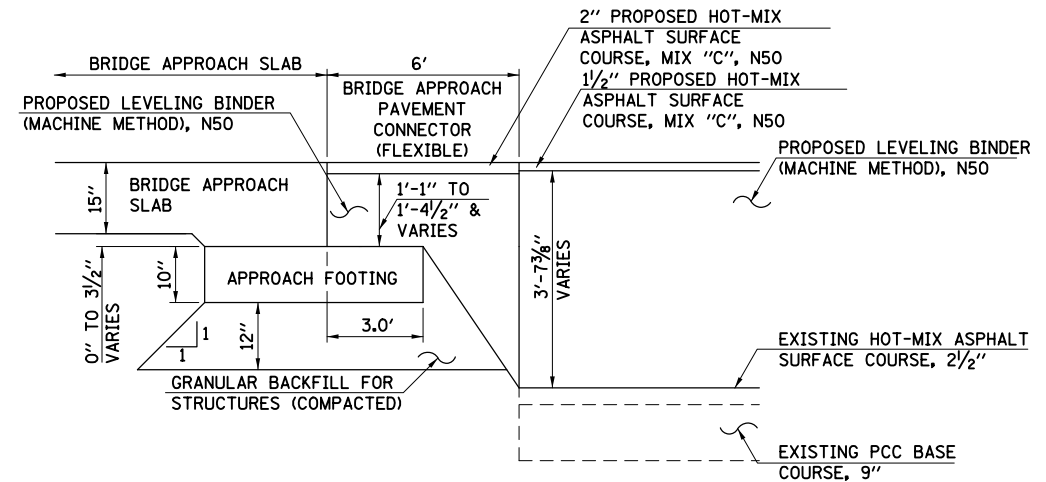 2" PROPOSED HOT-MIX
ASPHALT SURFACE
COURSE, MIX "C", N50
1½" PROPOSED HOT-MIX
ASPHALT SURFACE
COURSE, MIX "C", N50
BRIDGE APPROACH SLAB
6'
BRIDGE APPROACH
PAVEMENT
CONNECTOR
(FLEXIBLE)
PROPOSED LEVELING BINDER
(MACHINE METHOD), N50
PROPOSED LEVELING BINDER
(MACHINE METHOD), N50
BRIDGE APPROACH
SLAB
15"
1'-1" TO
1'-4½" &
VARIES
3'-7⅜"
VARIES
0" TO 3½"
VARIES
10"
APPROACH FOOTING
12"
3.0'
1
1
GRANULAR BACKFILL FOR
STRUCTURES (COMPACTED)
EXISTING HOT-MIX ASPHALT
SURFACE COURSE, 2½"
EXISTING PCC BASE
COURSE, 9"